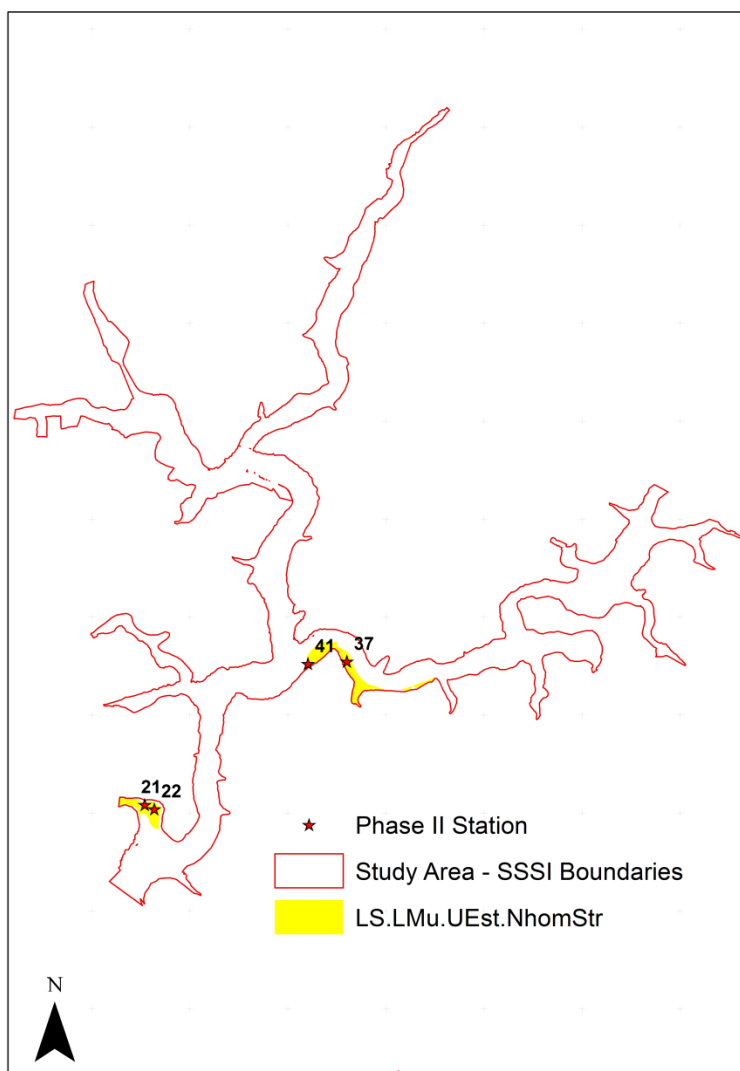 41 37
21 22
Phase II Station
Study Area - SSSI Boundaries
LS.LMu.UEst.NhomStr
N